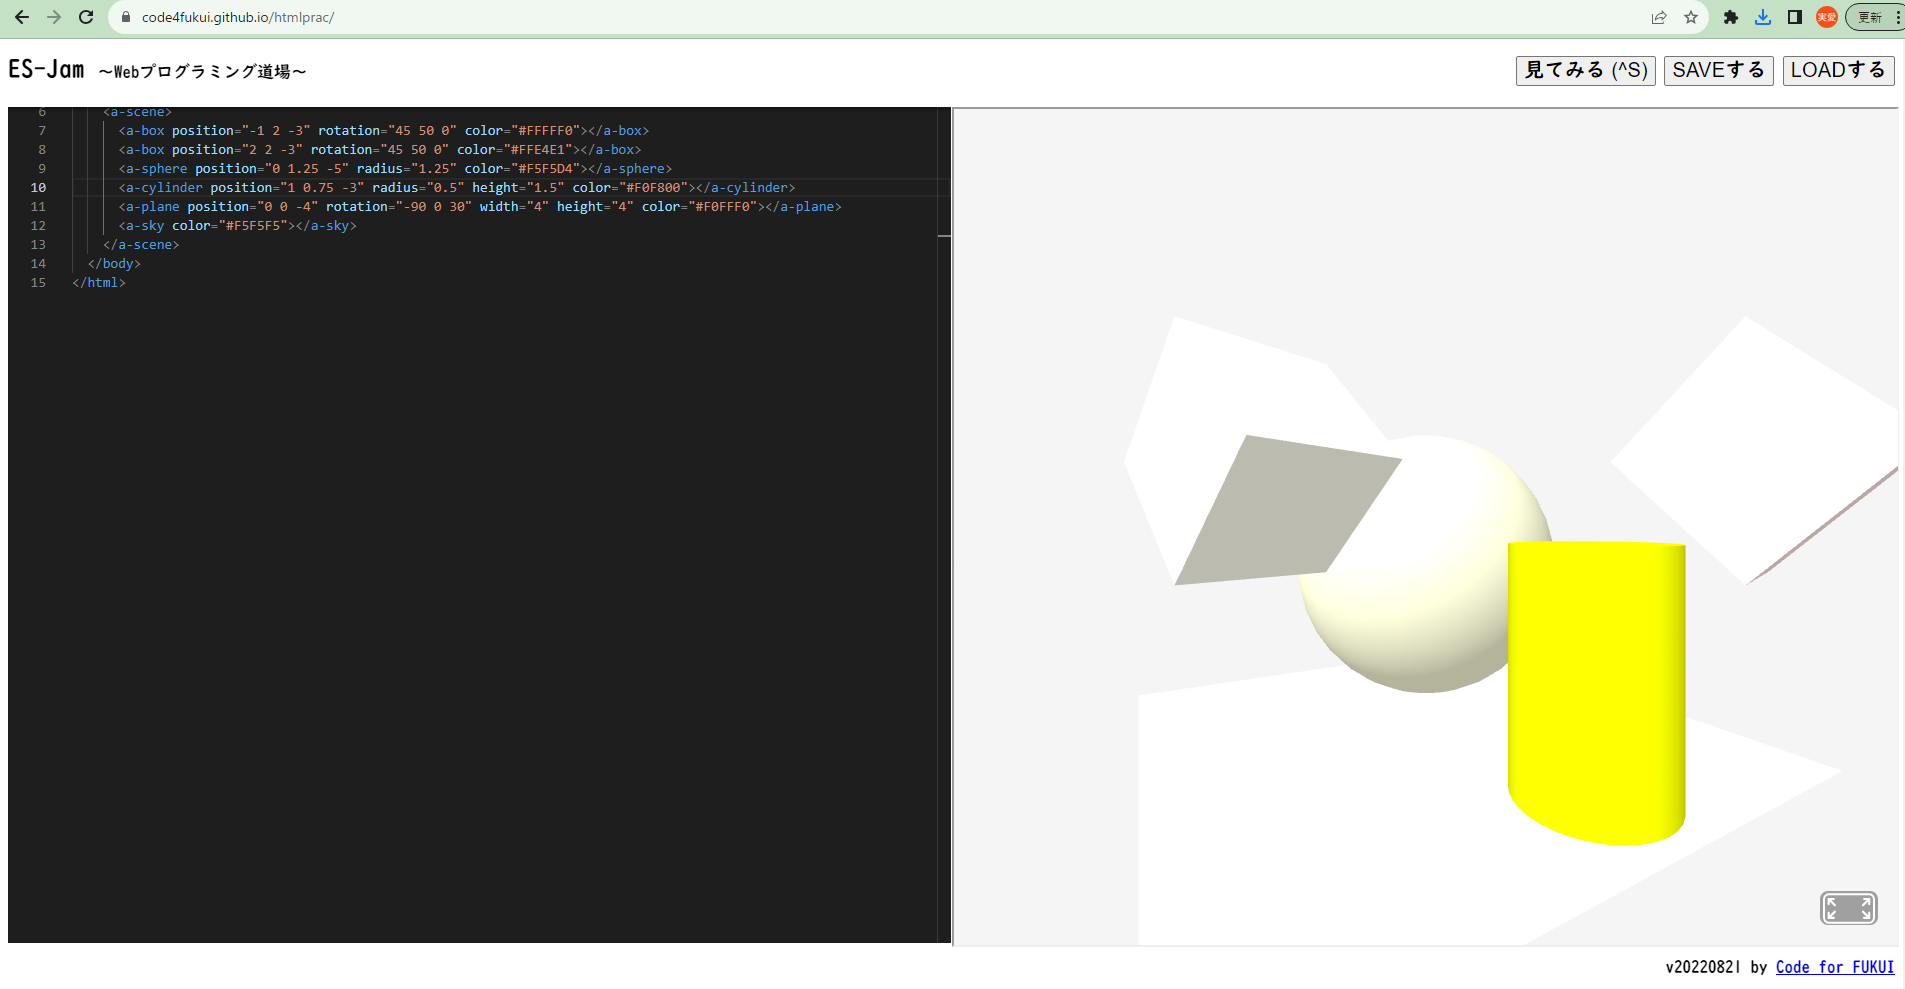 code4fukui.github.io/htmlprac/
実愛
更新
ES-Jam ～Webプログラミング道場～
見てみる (^S) SAVEする LOADする
6 <a-scene>
7 <a-box position="-1 2 -3" rotation="45 50 0" color="#FFFFF0"></a-box>
8 <a-box position="2 2 -3" rotation="45 50 0" color="#FFE4E1"></a-box>
9 <a-sphere position="0 1.25 -5" radius="1.25" color="#F5F5D4"></a-sphere>
10 <a-cylinder position="1 0.75 -3" radius="0.5" height="1.5" color="#F0F800"></a-cylinder>
11 <a-plane position="0 0 -4" rotation="-90 0 30" width="4" height="4" color="#F0FFF0"></a-plane>
12 <a-sky color="#F5F5F5"></a-sky>
13 </a-scene>
14 </body>
15 </html>
v20220821 by Code for FUKUI